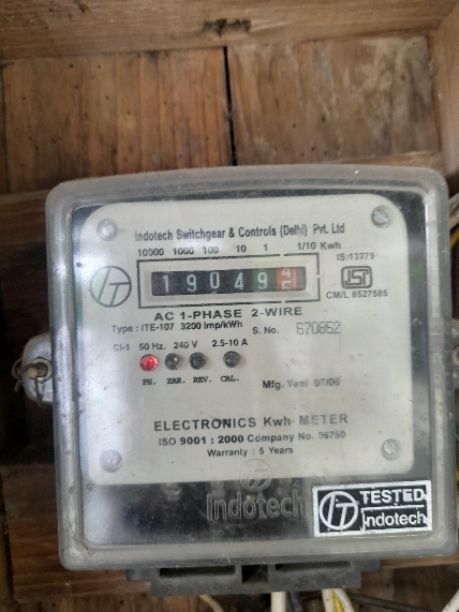 Indotech Switchgear & Controls (Delhi) Pvt. Ltd
10000 1000 100 10 1 1/10 Kwh
IS:13779
19049
CM/L 8527585
AC 1-PHASE 2-WIRE
Type : ITE-107 3200 imp/kWh S. No. 670862
Cl-1 50 Hz. 240 V 2.5-10 A
PH. EAR. REV. CAL.
Mfg. Year 07/06
ELECTRONICS Kwh METER
ISO 9001 : 2000 Company No.
Warranty : 5 Years
Indotech
TESTED
Indotech